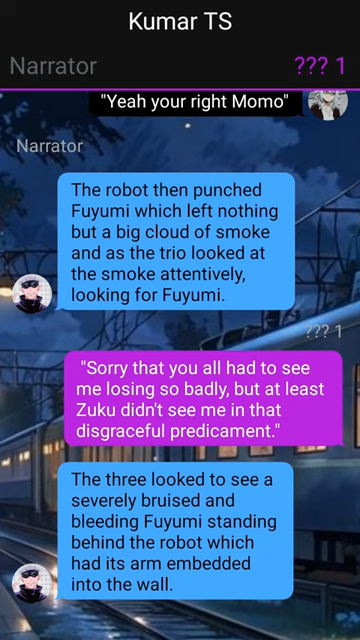 Kumar TS
Narrator
??? 1
"Yeah your right Momo"
Narrator
The robot then punched
Fuyumi which left nothing
but a big cloud of smoke
and as the trio looked at
the smoke attentively,
looking for Fuyumi.
??? 1
"Sorry that you all had to see
me losing so badly, but at least
Zuku didn't see me in that
disgraceful predicament."
The three looked to see a
severely bruised and
bleeding Fuyumi standing
behind the robot which
had its arm embedded
into the wall.